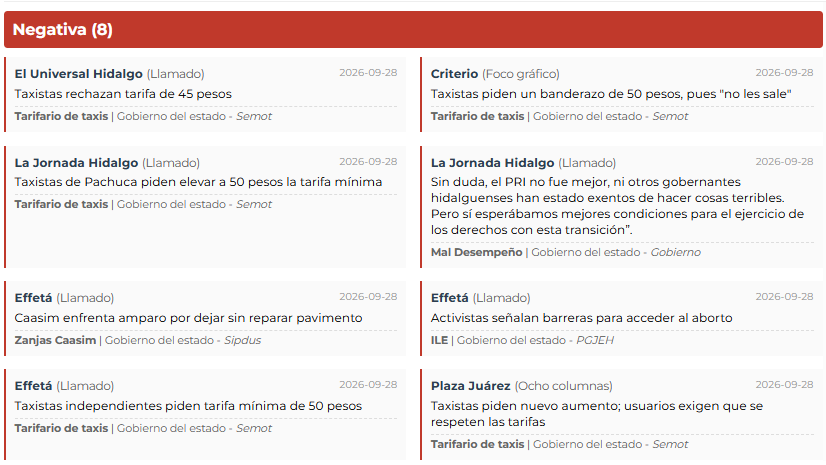 Negativa (8)
El Universal Hidalgo (Llamado) 2026-09-28
Taxistas rechazan tarifa de 45 pesos
Tarifario de taxis | Gobierno del estado - Semot
Criterio (Foco gráfico) 2026-09-28
Taxistas piden un banderazo de 50 pesos, pues "no les sale"
Tarifario de taxis | Gobierno del estado - Semot
La Jornada Hidalgo (Llamado) 2026-09-28
Taxistas de Pachuca piden elevar a 50 pesos la tarifa mínima
Tarifario de taxis | Gobierno del estado - Semot
La Jornada Hidalgo (Llamado) 2026-09-28
Sin duda, el PRI no fue mejor, ni otros gobernantes
hidalguenses han estado exentos de hacer cosas terribles.
Pero sí esperábamos mejores condiciones para el ejercicio de
los derechos con esta transición”.
Mal Desempeño | Gobierno del estado - Gobierno
Effetá (Llamado) 2026-09-28
Caasim enfrenta amparo por dejar sin reparar pavimento
Zanjas Caasim | Gobierno del estado - Sipdus
Effetá (Llamado) 2026-09-28
Activistas señalan barreras para acceder al aborto
ILE | Gobierno del estado - PGJEH
Effetá (Llamado) 2026-09-28
Taxistas independientes piden tarifa mínima de 50 pesos
Tarifario de taxis | Gobierno del estado - Semot
Plaza Juárez (Ocho columnas) 2026-09-28
Taxistas piden nuevo aumento; usuarios exigen que se
respeten las tarifas
Tarifario de taxis | Gobierno del estado - Semot